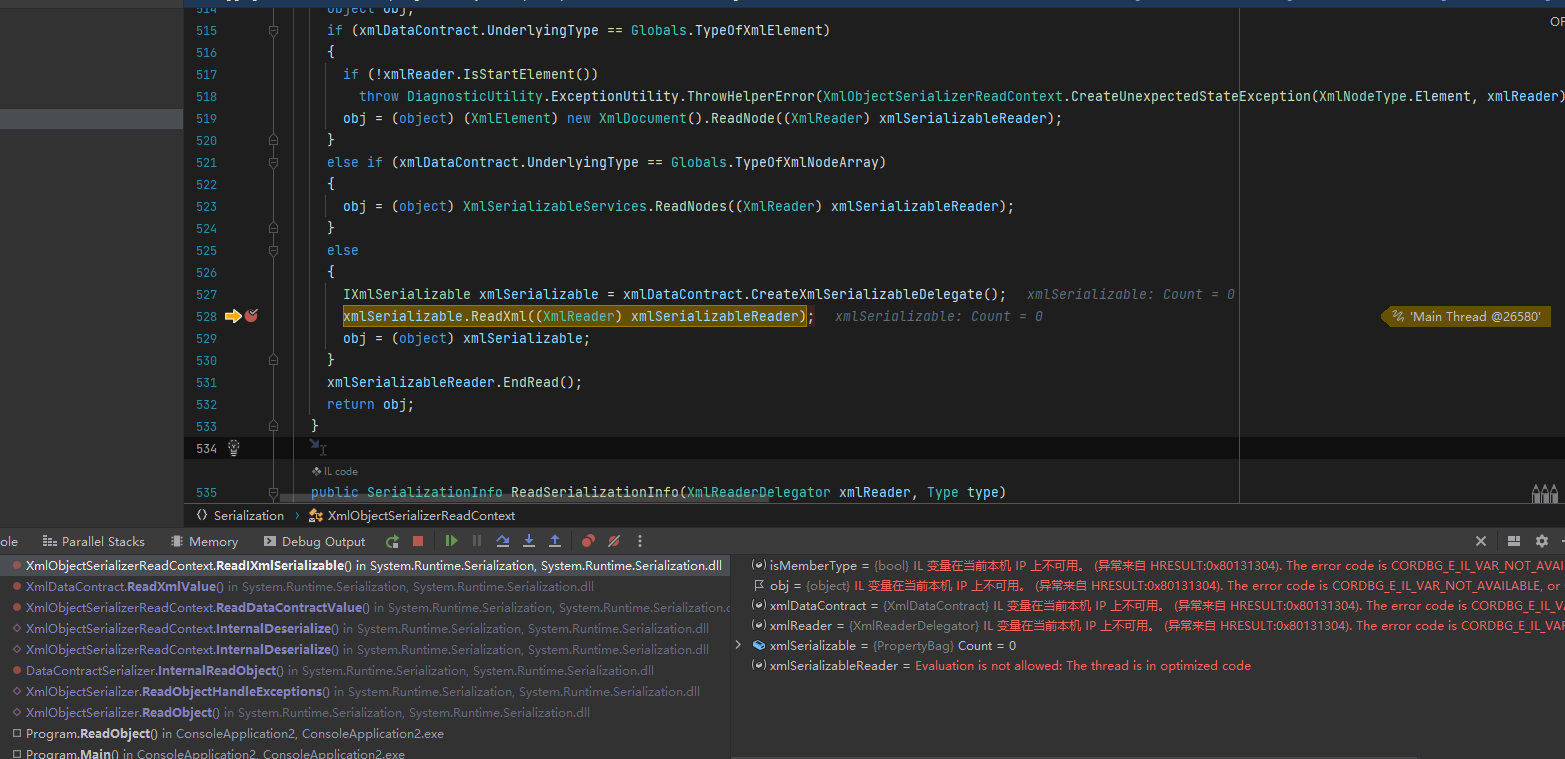 514 object obj;
515 if (xmlDataContract.UnderlyingType == Globals.TypeOfXmlElement)
OP
516 {
517 if (!xmlReader.IsStartElement())
518 throw DiagnosticUtility.ExceptionUtility.ThrowHelperError(XmlObjectSerializerReadContext.CreateUnexpectedStateException(XmlNodeType.Element, xmlReader)
519 obj = (object) (XmlElement) new XmlDocument().ReadNode((XmlReader) xmlSerializableReader);
520 }
521 else if (xmlDataContract.UnderlyingType == Globals.TypeOfXmlNodeArray)
522 {
523 obj = (object) XmlSerializableServices.ReadNodes((XmlReader) xmlSerializableReader);
524 }
525 else
526 {
527 IXmlSerializable xmlSerializable = xmlDataContract.CreateXmlSerializableDelegate(); xmlSerializable: Count = 0
528 xmlSerializable.ReadXml((XmlReader) xmlSerializableReader); xmlSerializable: Count = 0 'Main Thread @26580'
529 obj = (object) xmlSerializable;
530 }
531 xmlSerializableReader.EndRead();
532 return obj;
533 }
534
IL code
535 public SerializationInfo ReadSerializationInfo(XmlReaderDelegator xmlReader, Type type)
Serialization XmlObjectSerializerReadContext
ole Parallel Stacks Memory Debug Output
XmlObjectSerializerReadContext.ReadIXmlSerializable() in System.Runtime.Serialization, System.Runtime.Serialization.dll
XmlDataContract.ReadXmlValue() in System.Runtime.Serialization, System.Runtime.Serialization.dll
XmlObjectSerializerReadContext.ReadDataContractValue() in System.Runtime.Serialization, System.Runtime.Serialization.d
XmlObjectSerializerReadContext.InternalDeserialize() in System.Runtime.Serialization, System.Runtime.Serialization.dll
XmlObjectSerializerReadContext.InternalDeserialize() in System.Runtime.Serialization, System.Runtime.Serialization.dll
DataContractSerializer.InternalReadObject() in System.Runtime.Serialization, System.Runtime.Serialization.dll
XmlObjectSerializer.ReadObjectHandleExceptions() in System.Runtime.Serialization, System.Runtime.Serialization.dll
XmlObjectSerializer.ReadObject() in System.Runtime.Serialization, System.Runtime.Serialization.dll
Program.ReadObject() in ConsoleApplication2, ConsoleApplication2.exe
Program.Main() in ConsoleApplication2, ConsoleApplication2.exe
isMemberType = {bool} IL 变量在当前本机 IP 上不可用。 (异常来自 HRESULT:0x80131304). The error code is CORDBG_E_IL_VAR_NOT_AVAI
obj = {object} IL 变量在当前本机 IP 上不可用。 (异常来自 HRESULT:0x80131304). The error code is CORDBG_E_IL_VAR_NOT_AVAILABLE, or
xmlDataContract = {XmlDataContract} IL 变量在当前本机 IP 上不可用。 (异常来自 HRESULT:0x80131304). The error code is CORDBG_E_IL_VA
xmlReader = {XmlReaderDelegator} IL 变量在当前本机 IP 上不可用。 (异常来自 HRESULT:0x80131304). The error code is CORDBG_E_IL_VAR
xmlSerializable = {PropertyBag} Count = 0
xmlSerializableReader = Evaluation is not allowed: The thread is in optimized code